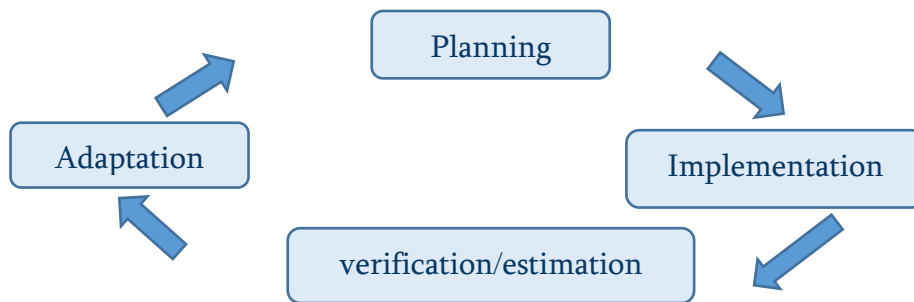 Planning
Adaptation
Implementation
verification/estimation